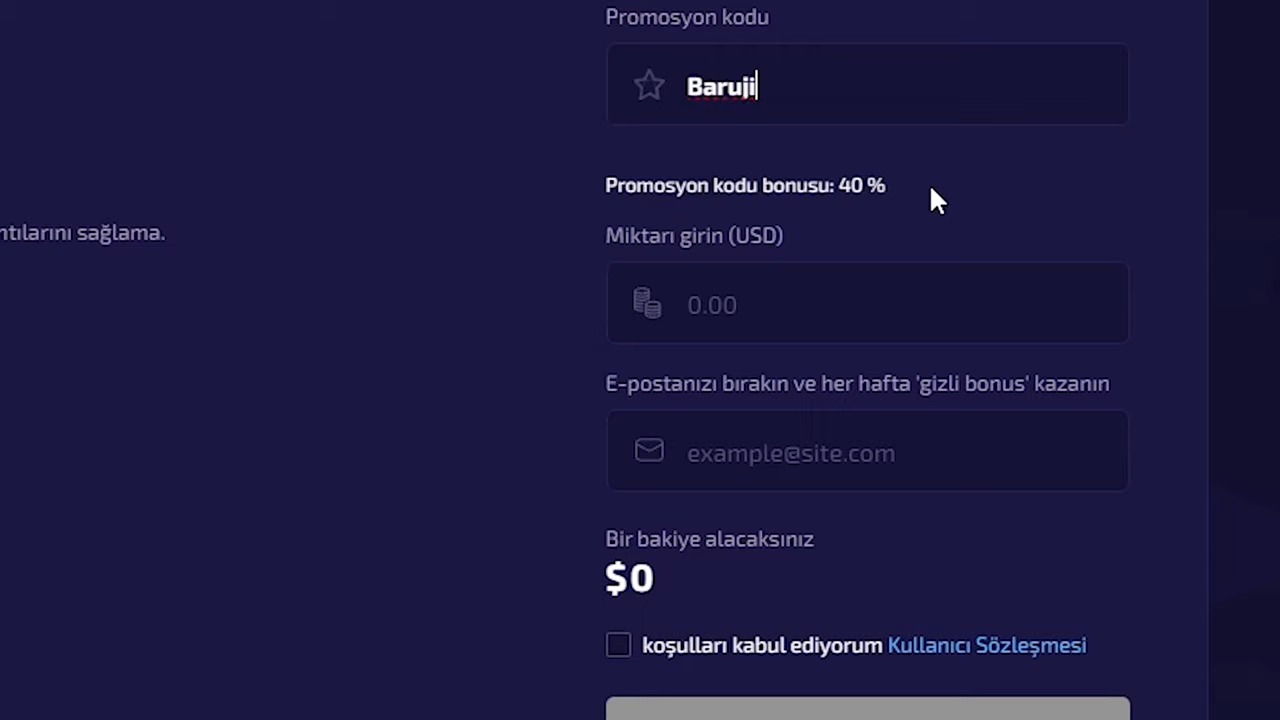 Promosyon kodu
Baruji
Promosyon kodu bonusu: 40 %
ntılarını sağlama.
Miktarı girin (USD)
0.00
E-postanızı bırakın ve her hafta 'gizli bonus' kazanın
example@site.com
Bir bakiye alacaksınız
$0
koşulları kabul ediyorum Kullanıcı Sözleşmesi